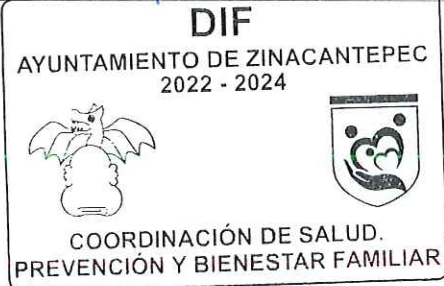 DIF
AYUNTAMIENTO DE ZINACANTEPEC
2022 - 2024
COORDINACIÓN DE SALUD.
PREVENCIÓN Y BIENESTAR FAMILIAR